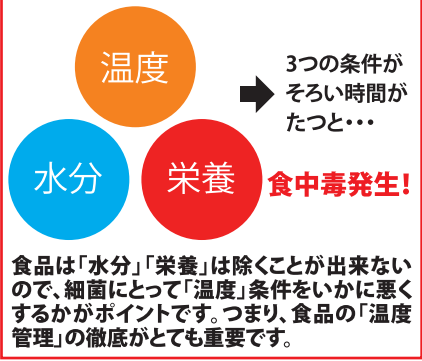 温度
水分
栄養
3つの条件が
そろい時間が
たつと・・・
食中毒発生！
食品は「水分」「栄養」は除くことが出来ない
ので、細菌にとって「温度」条件をいかに悪く
するかがポイントです。つまり、食品の「温度
管理」の徹底がとても重要です。